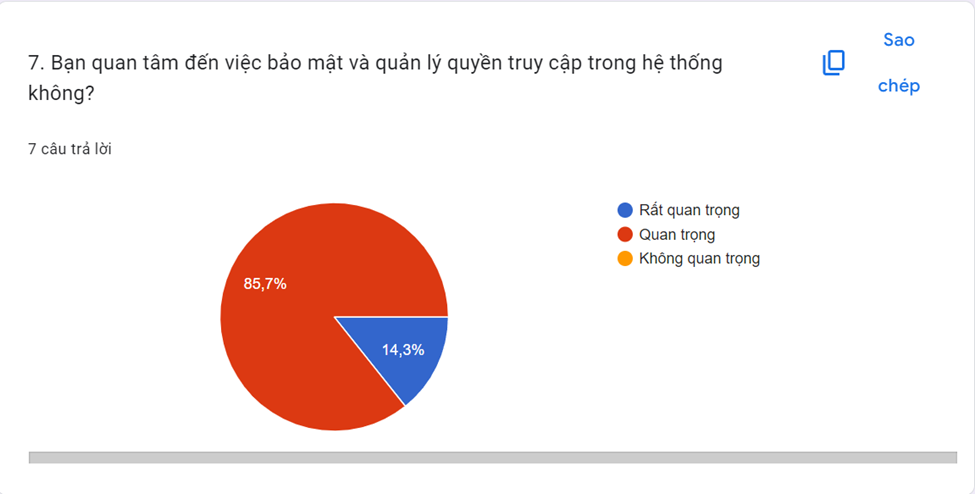 7. Bạn quan tâm đến việc bảo mật và quản lý quyền truy cập trong hệ thống
không?
Sao
chép
7 câu trả lời
Rất quan trọng
Quan trọng
Không quan trọng
85,7%
14,3%